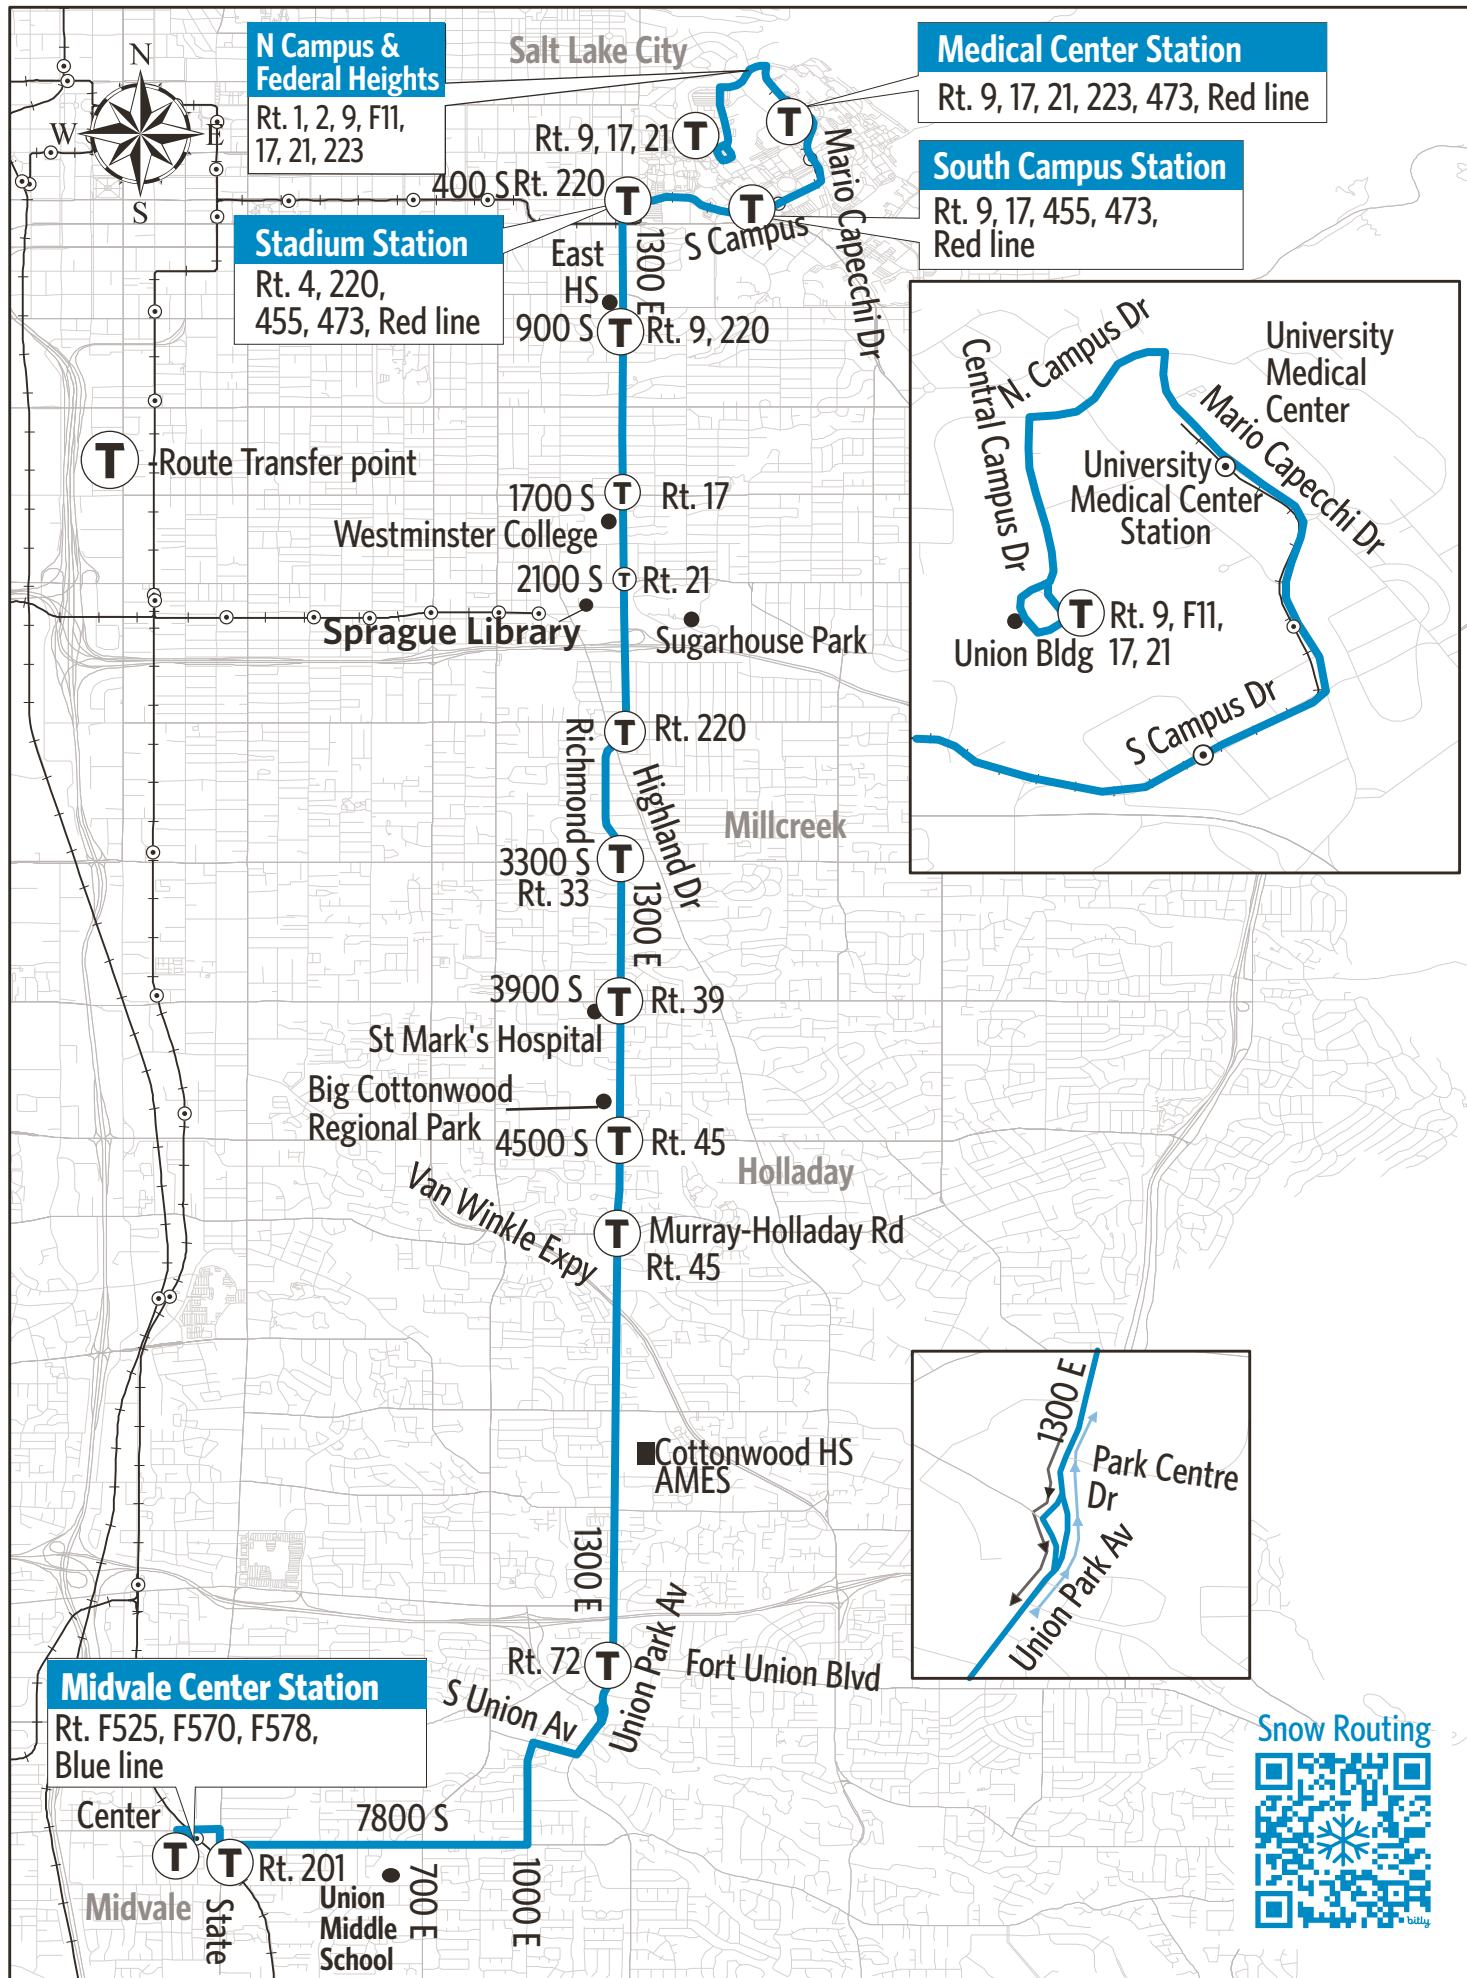 N
W
E
S
N Campus &
Federal Heights
Rt. 1, 2, 9, F11,
17, 21, 223
Salt Lake City
Medical Center Station
Rt. 9, 17, 21, 223, 473, Red line
Rt. 9, 17, 21
T
T
South Campus Station
Rt. 9, 17, 455, 473,
Red line
400 S
Rt. 220
T
T
Mario Capecchi Dr
S Campus
Stadium Station
Rt. 4, 220,
455, 473, Red line
1300 E
East
HS
900 S
T
Rt. 9, 220
T
-Route Transfer point
1700 S
T
Rt. 17
Westminster College
2100 S
T
Rt. 21
Sprague Library
Sugarhouse Park
N. Campus Dr
Central Campus Dr
University
Medical
Center
Mario Capecchi Dr
University
Medical Center
Station
T
Rt. 9, F11,
17, 21
Union Bldg
S Campus Dr
T
Rt. 220
Richmond
Highland Dr
Millcreek
3300 S
T
Rt. 33
1300 E
3900 S
T
Rt. 39
St Mark's Hospital
Big Cottonwood
Regional Park
4500 S
T
Rt. 45
Holladay
Van Winkle Expy
T
Murray-Holladay Rd
Rt. 45
Cottonwood HS
AMES
1300 E
1300 E
Park Centre
Dr
Union Park Av
Rt. 72
T
Union Park Av
Fort Union Blvd
S Union Av
Midvale Center Station
Rt. F525, F570, F578,
Blue line
Center
7800 S
T
T
Rt. 201
Midvale
State
Union
Middle
School
700 E
1000 E
Snow Routing
bitly